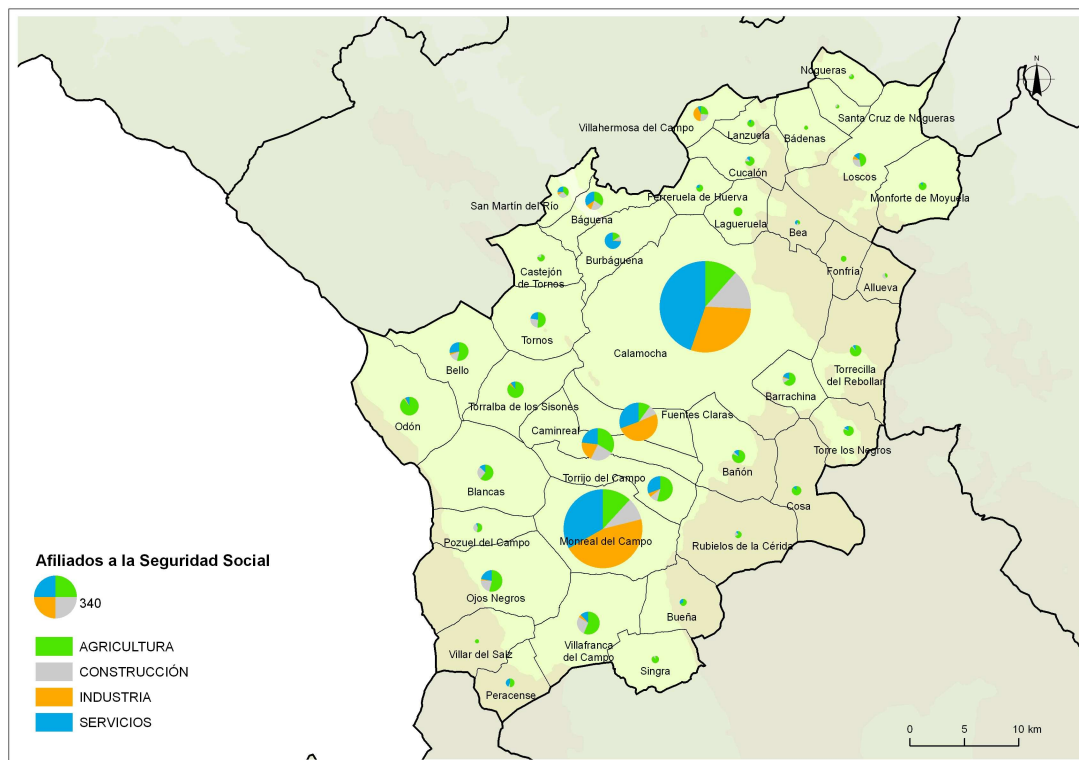 N
Nogueras
Santa Cruz de Nogueras
Villahermosa del Campo
Lanzuela
Bádenas
Cucalón
Loscos
Monforte de Moyuela
San Martín del Río
Báguena
Ferreruela de Huerva
Lagueruela
Bea
Burbáguena
Castejón
de Tornos
Fonfría
Allueva
Tornos
Calamocha
Bello
Torrecilla
del Rebollar
Barrachina
Torralba de los Sisones
Odón
Fuentes Claras
Caminreal
Torre los Negros
Bañón
Torrijo del Campo
Blancas
Cosa
Pozuel del Campo
Monreal del Campo
Rubielos de la Cérida
Ojos Negros
Bueña
Villar del Salz
Villafranca
del Campo
Singra
Peracense
Afiliados a la Seguridad Social
340
AGRICULTURA
CONSTRUCCIÓN
INDUSTRIA
SERVICIOS
0 5 10 km